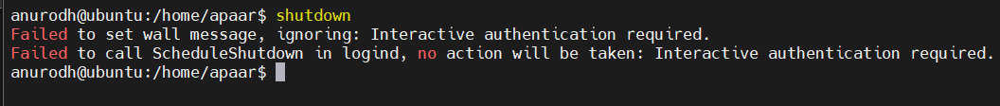 anurodh@ubuntu:/home/apaar$ shutdown
Failed to set wall message, ignoring: Interactive authentication required.
Failed to call ScheduleShutdown in logind, no action will be taken: Interactive authentication required.
anurodh@ubuntu:/home/apaar$